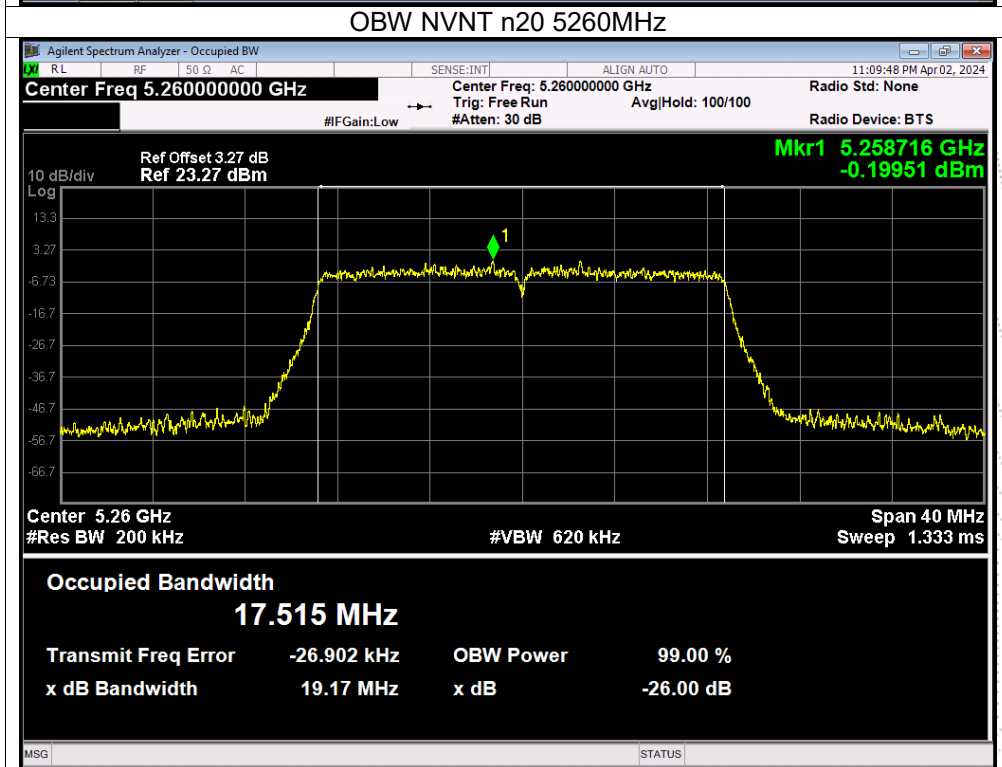 OBW NVNT n20 5260MHz
Agilent Spectrum Analyzer - Occupied BW
LXI RL RF 50 Ω AC SENSE:INT ALIGN AUTO 11:09:48 PM Apr 02, 2024
Center Freq 5.260000000 GHz Center Freq: 5.260000000 GHz Radio Std: None
Trig: Free Run Avg|Hold: 100/100
#IFGain:Low #Atten: 30 dB Radio Device: BTS
Mkr1 5.258716 GHz
-0.19951 dBm
Ref Offset 3.27 dB
10 dB/div Ref 23.27 dBm
Log
13.3
1
3.27
-6.73
-16.7
-26.7
-36.7
-46.7
-56.7
-66.7
Center 5.26 GHz Span 40 MHz
#Res BW 200 kHz #VBW 620 kHz Sweep 1.333 ms
Occupied Bandwidth
17.515 MHz
Transmit Freq Error -26.902 kHz OBW Power 99.00 %
x dB Bandwidth 19.17 MHz x dB -26.00 dB
MSG STATUS